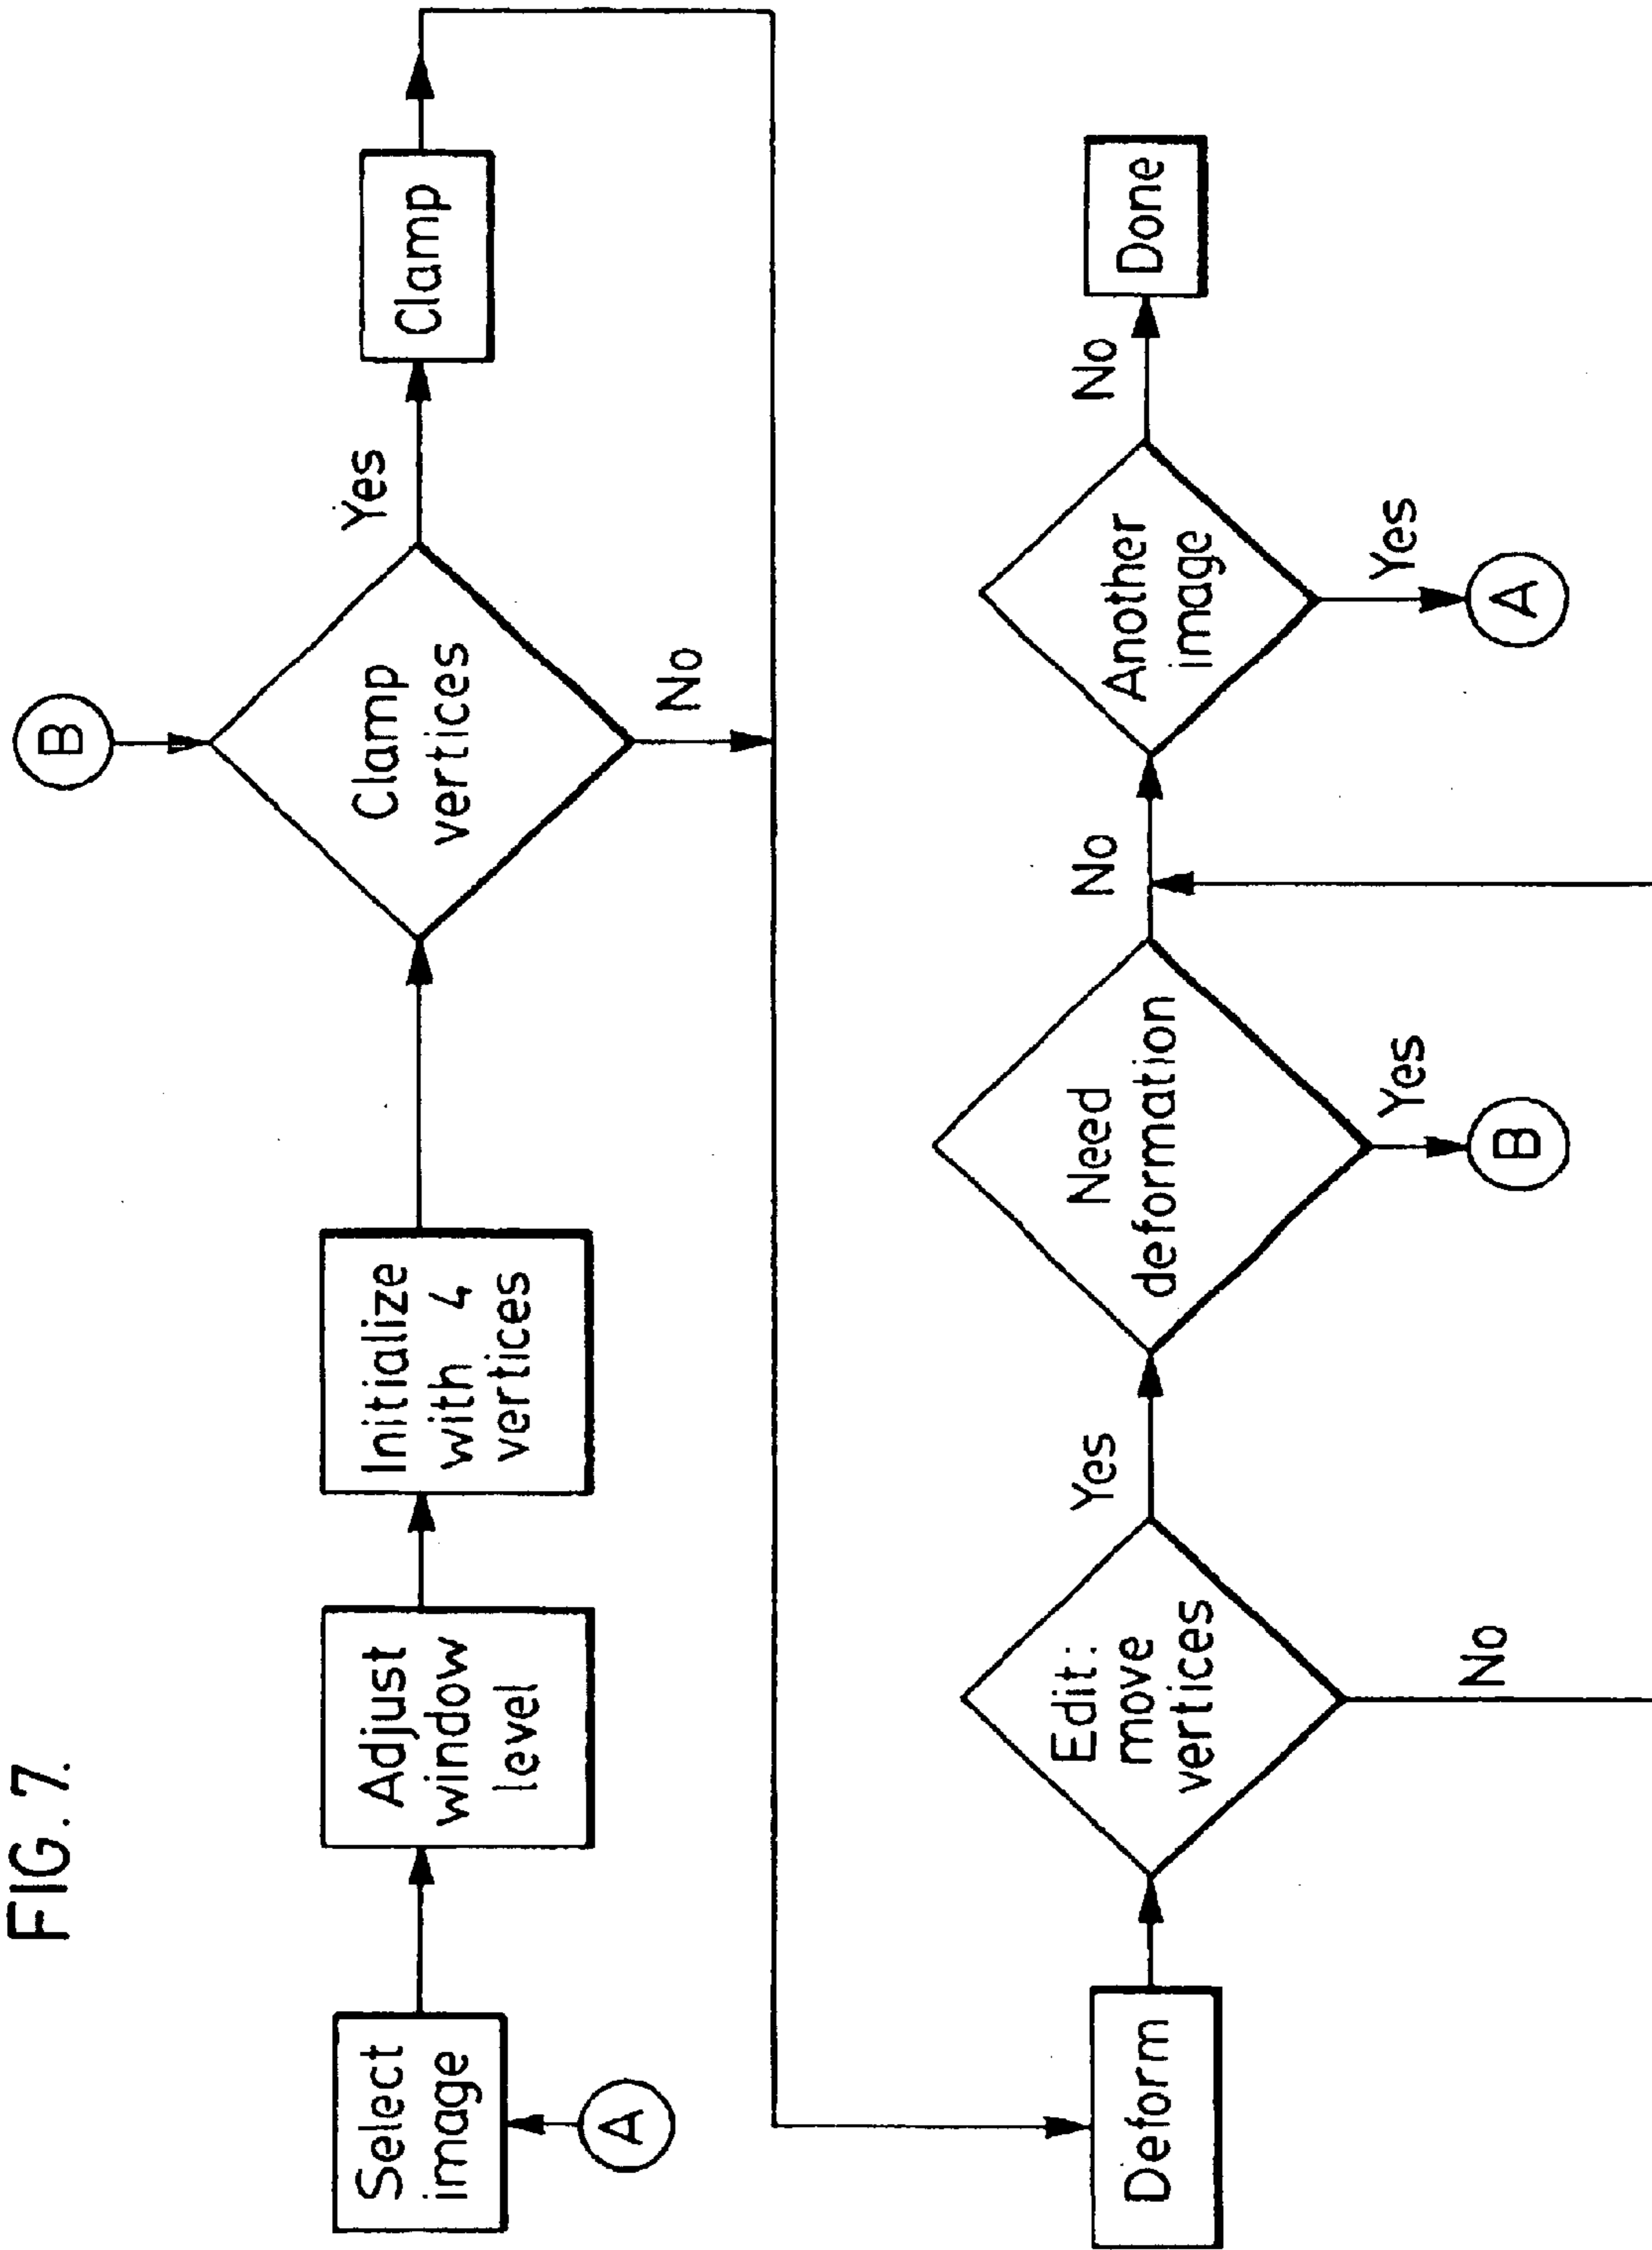 FIG. 7.
Select
image
A
Adjust
window
level
Initialize
with 4
vertices
B
Clamp
vertices
Yes
No
Clamp
Deform
Edit:
move
vertices
Yes
No
Need
deformation
No
Yes
B
Another
image
No
Yes
A
Done